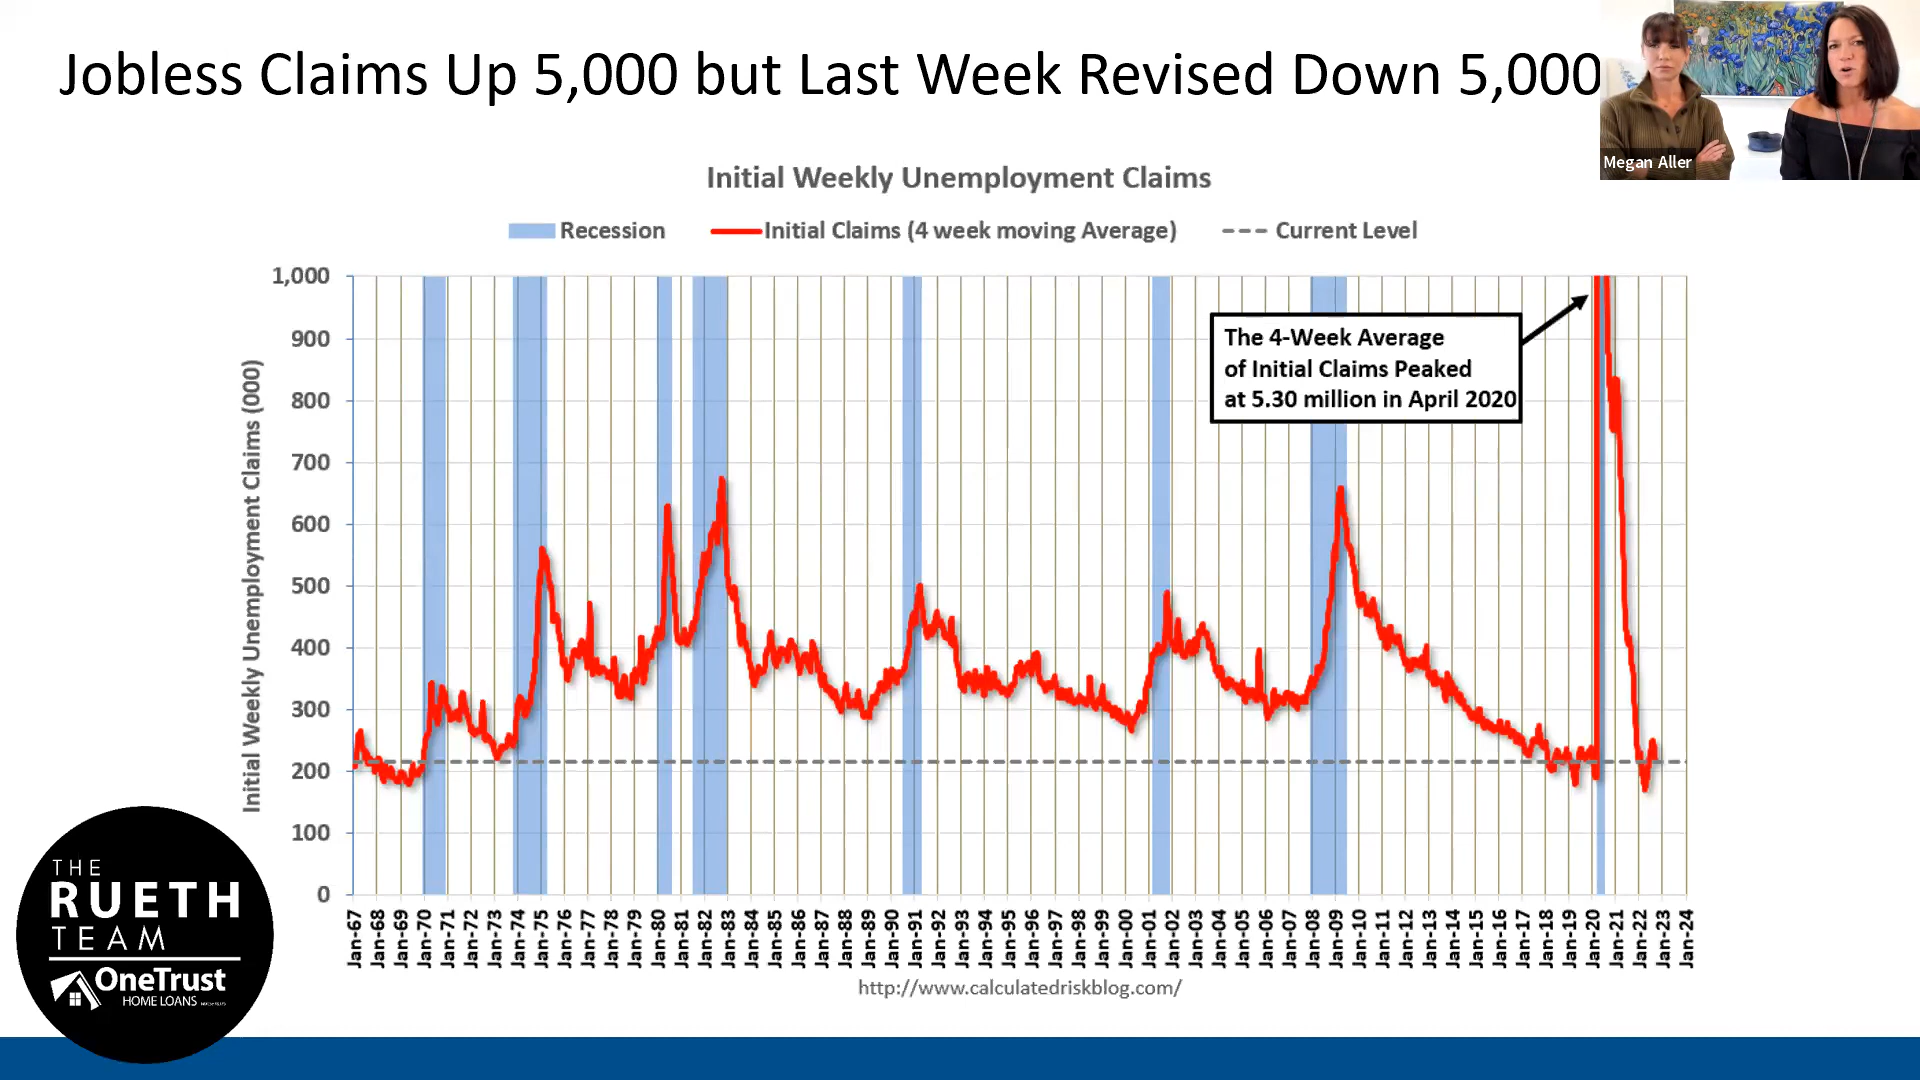 Jobless Claims Up 5,000 but Last Week Revised Down 5,000
Megan Aller
Initial Weekly Unemployment Claims
Recession
Initial Claims (4 week moving Average)
Current Level
Initial Weekly Unemployment Claims (000)
1,000
900
800
700
600
500
400
300
200
100
0
The 4-Week Average
of Initial Claims Peaked
at 5.30 million in April 2020
Jan-67
Jan-68
Jan-69
Jan-70
Jan-71
Jan-72
Jan-73
Jan-74
Jan-75
Jan-76
Jan-77
Jan-78
Jan-79
Jan-80
Jan-81
Jan-82
Jan-83
Jan-84
Jan-85
Jan-86
Jan-87
Jan-88
Jan-89
Jan-90
Jan-91
Jan-92
Jan-93
Jan-94
Jan-95
Jan-96
Jan-97
Jan-98
Jan-99
Jan-00
Jan-01
Jan-02
Jan-03
Jan-04
Jan-05
Jan-06
Jan-07
Jan-08
Jan-09
Jan-10
Jan-11
Jan-12
Jan-13
Jan-14
Jan-15
Jan-16
Jan-17
Jan-18
Jan-19
Jan-20
Jan-21
Jan-22
Jan-23
Jan-24
http://www.calculatedriskblog.com/
THE
RUETH
TEAM
OneTrust
HOME LOANS